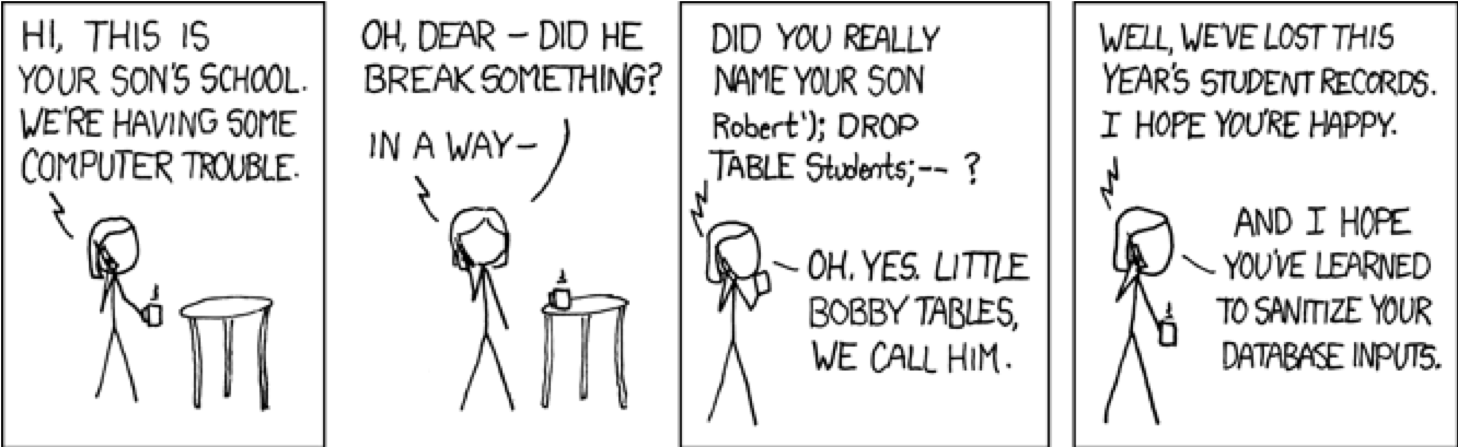 HI, THIS IS
YOUR SON'S SCHOOL.
WE'RE HAVING SOME
COMPUTER TROUBLE.
OH, DEAR – DID HE
BREAK SOMETHING?
IN A WAY–
DID YOU REALLY
NAME YOUR SON
Robert'); DROP
TABLE Students;-- ?
OH, YES. LITTLE
BOBBY TABLES,
WE CALL HIM.
WELL, WE'VE LOST THIS
YEAR'S STUDENT RECORDS.
I HOPE YOU'RE HAPPY.
AND I HOPE
YOU'VE LEARNED
TO SANITIZE YOUR
DATABASE INPUTS.